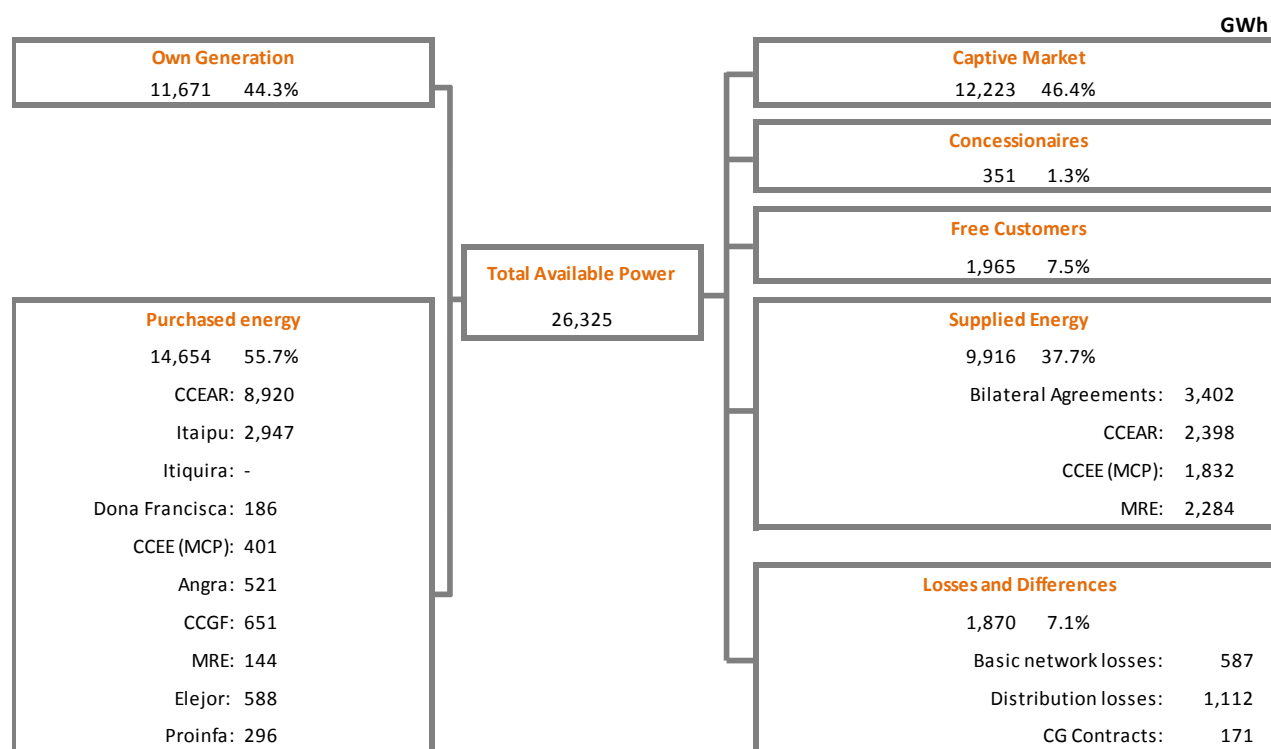 GWh
Own Generation
11,671 44.3%
Purchased energy
14,654 55.7%
CCEAR: 8,920
Itaipu: 2,947
Itiquira: -
Dona Francisca: 186
CCEE (MCP): 401
Angra: 521
CCGF: 651
MRE: 144
Elejor: 588
Proinfa: 296
Total Available Power
26,325
Captive Market
12,223 46.4%
Concessionaires
351 1.3%
Free Customers
1,965 7.5%
Supplied Energy
9,916 37.7%
Bilateral Agreements: 3,402
CCEAR: 2,398
CCEE (MCP): 1,832
MRE: 2,284
Losses and Differences
1,870 7.1%
Basic network losses: 587
Distribution losses: 1,112
CG Contracts: 171